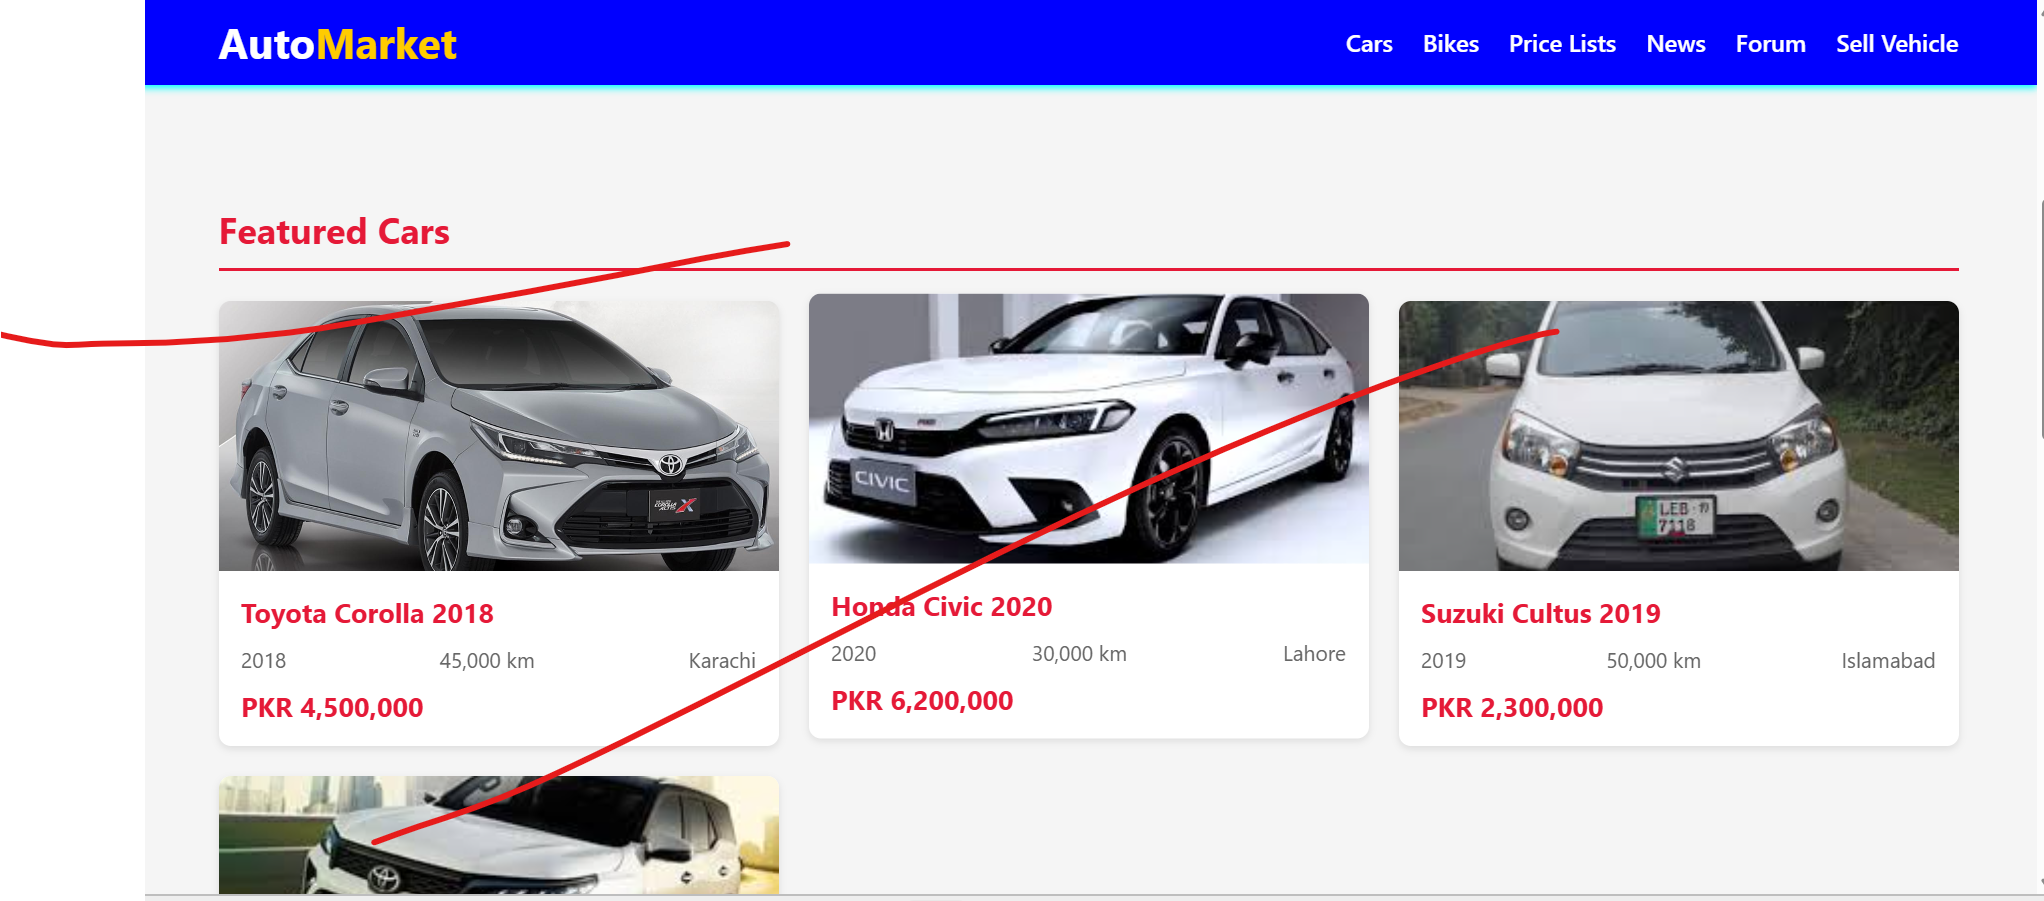 AutoMarket
Cars Bikes Price Lists News Forum Sell Vehicle
Featured Cars
CIVIC
LEB 19
7118
Toyota Corolla 2018
2018 45,000 km Karachi
PKR 4,500,000
Honda Civic 2020
2020 30,000 km Lahore
PKR 6,200,000
Suzuki Cultus 2019
2019 50,000 km Islamabad
PKR 2,300,000